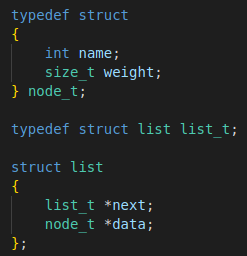 typedef struct
{
    int name;
    size_t weight;
} node_t;

typedef struct list list_t;

struct list
{
    list_t *next;
    node_t *data;
};